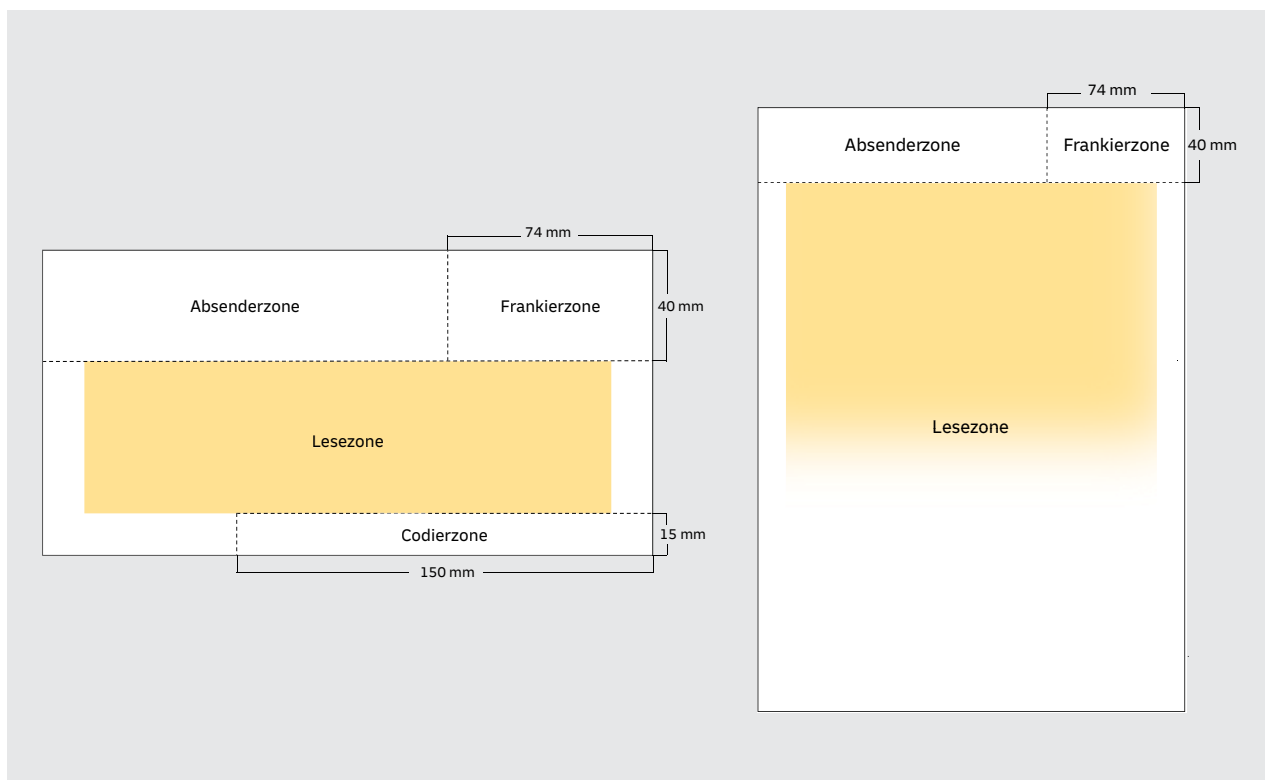 74 mm
Absenderzone
Frankierzone
40 mm
Lesezone
Codierzone
15 mm
150 mm
74 mm
Absenderzone
Frankierzone
40 mm
Lesezone